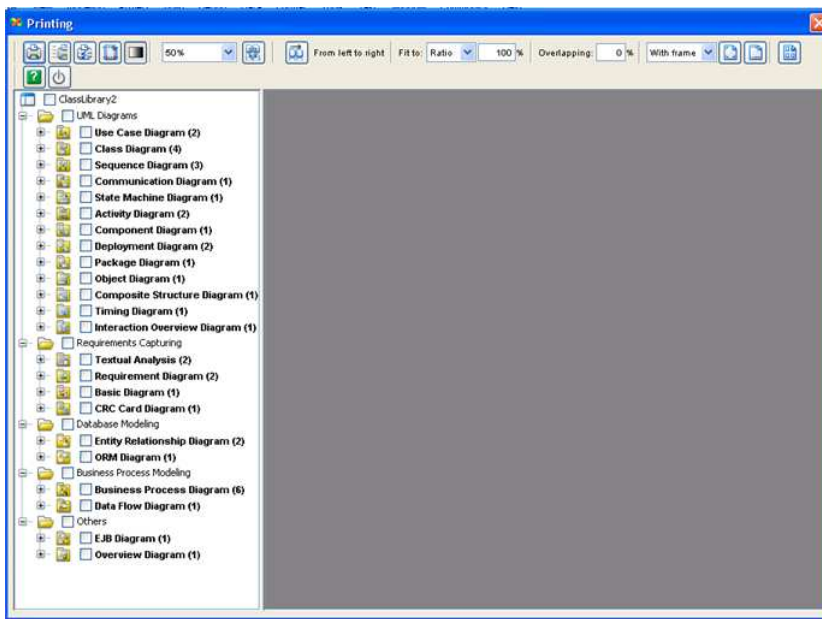 Printing
50% From left to right Fit to: Ratio 100 % Overlapping: 0 % With frame
?
ClassLibrary2
UML Diagrams
Use Case Diagram (2)
Class Diagram (4)
Sequence Diagram (3)
Communication Diagram (1)
State Machine Diagram (1)
Activity Diagram (2)
Component Diagram (1)
Deployment Diagram (2)
Package Diagram (1)
Object Diagram (1)
Composite Structure Diagram (1)
Timing Diagram (1)
Interaction Overview Diagram (1)
Requirements Capturing
Textual Analysis (2)
Requirement Diagram (2)
Basic Diagram (1)
CRC Card Diagram (1)
Database Modeling
Entity Relationship Diagram (2)
ORM Diagram (1)
Business Process Modeling
Business Process Diagram (6)
Data Flow Diagram (1)
Others
EJB Diagram (1)
Overview Diagram (1)